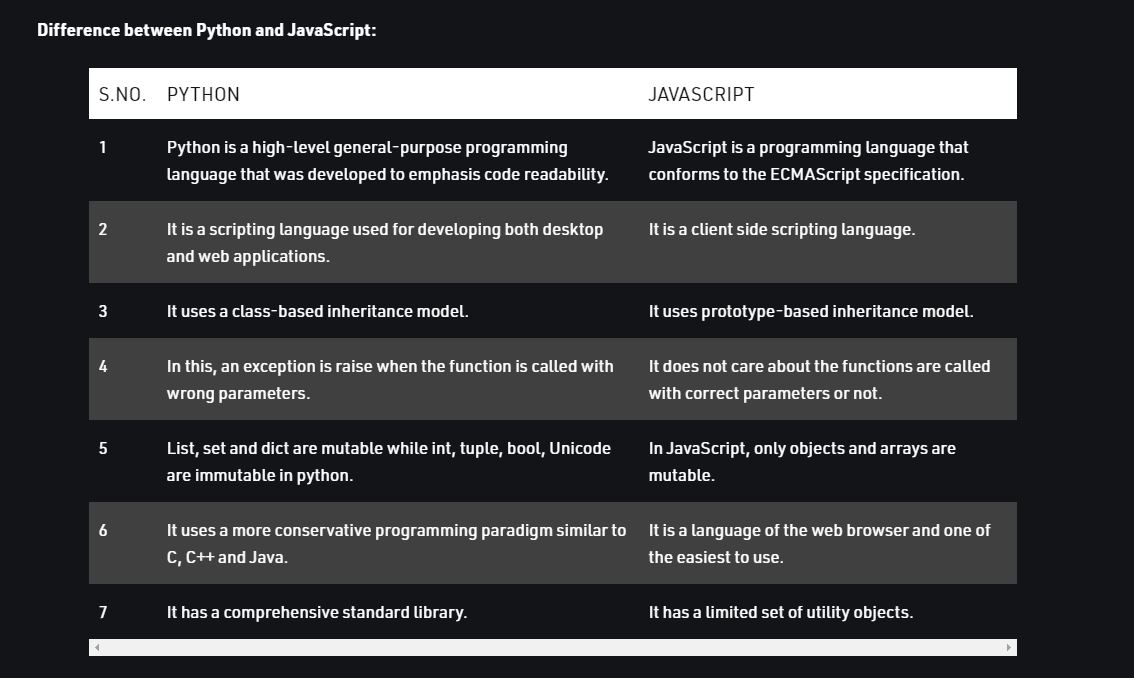 Difference between Python and JavaScript:
S.NO. PYTHON JAVASCRIPT
1 Python is a high-level general-purpose programming JavaScript is a programming language that
language that was developed to emphasis code readability. conforms to the ECMAScript specification.
2 It is a scripting language used for developing both desktop It is a client side scripting language.
and web applications.
3 It uses a class-based inheritance model. It uses prototype-based inheritance model.
4 In this, an exception is raise when the function is called with It does not care about the functions are called
wrong parameters. with correct parameters or not.
5 List, set and dict are mutable while int, tuple, bool, Unicode In JavaScript, only objects and arrays are
are immutable in python. mutable.
6 It uses a more conservative programming paradigm similar to It is a language of the web browser and one of
C, C++ and Java. the easiest to use.
7 It has a comprehensive standard library. It has a limited set of utility objects.